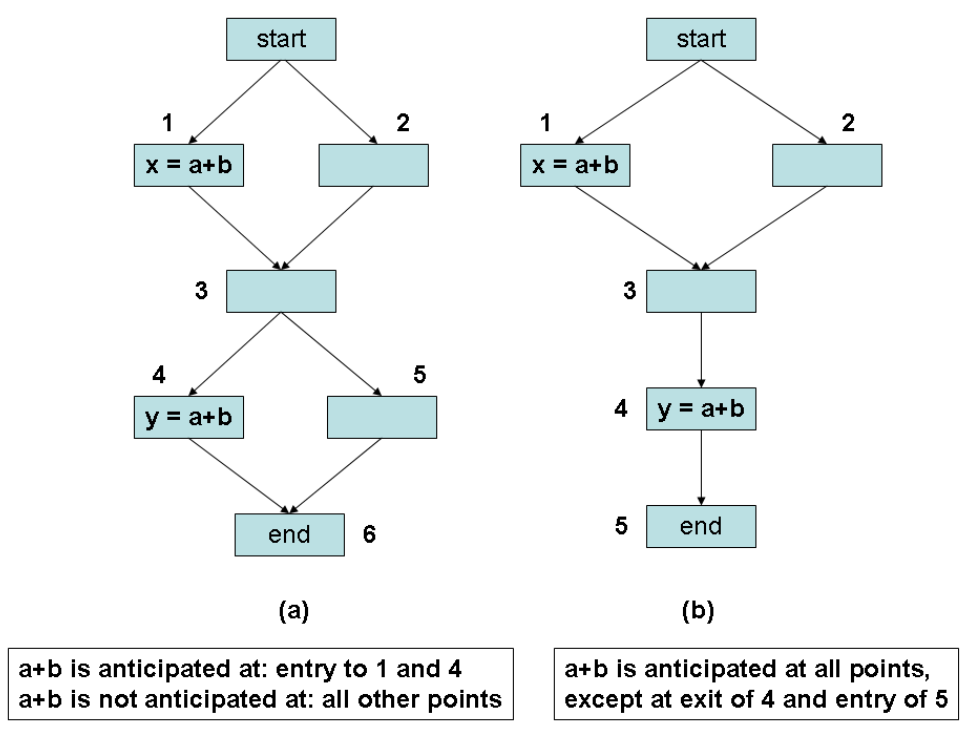 start
start
1
2
1
2
x = a+b
x = a+b
3
3
4
5
y = a+b
4
y = a+b
end
6
5
end
(a)
(b)
a+b is anticipated at: entry to 1 and 4
a+b is not anticipated at: all other points
a+b is anticipated at all points,
except at exit of 4 and entry of 5